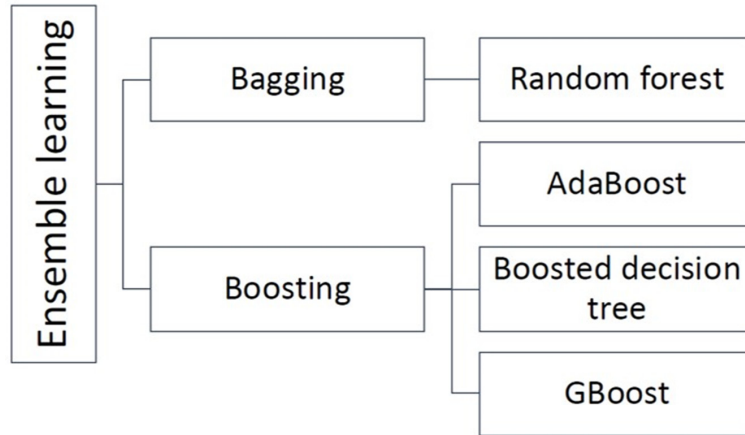 Ensemble learning
Bagging
Random forest
AdaBoost
Boosting
Boosted decision
tree
GBoost